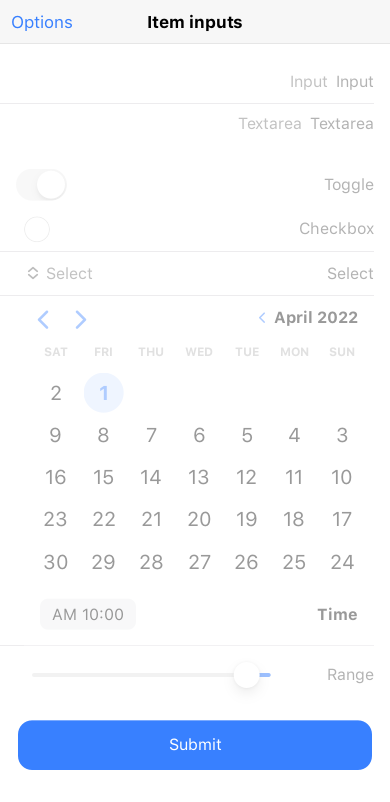 Options Item inputs
Input Input
Textarea Textarea
Toggle
Checkbox
Select Select
April 2022
SAT FRI THU WED TUE MON SUN
2 1
9 8 7 6 5 4 3
16 15 14 13 12 11 10
23 22 21 20 19 18 17
30 29 28 27 26 25 24
AM 10:00 Time
Range
Submit